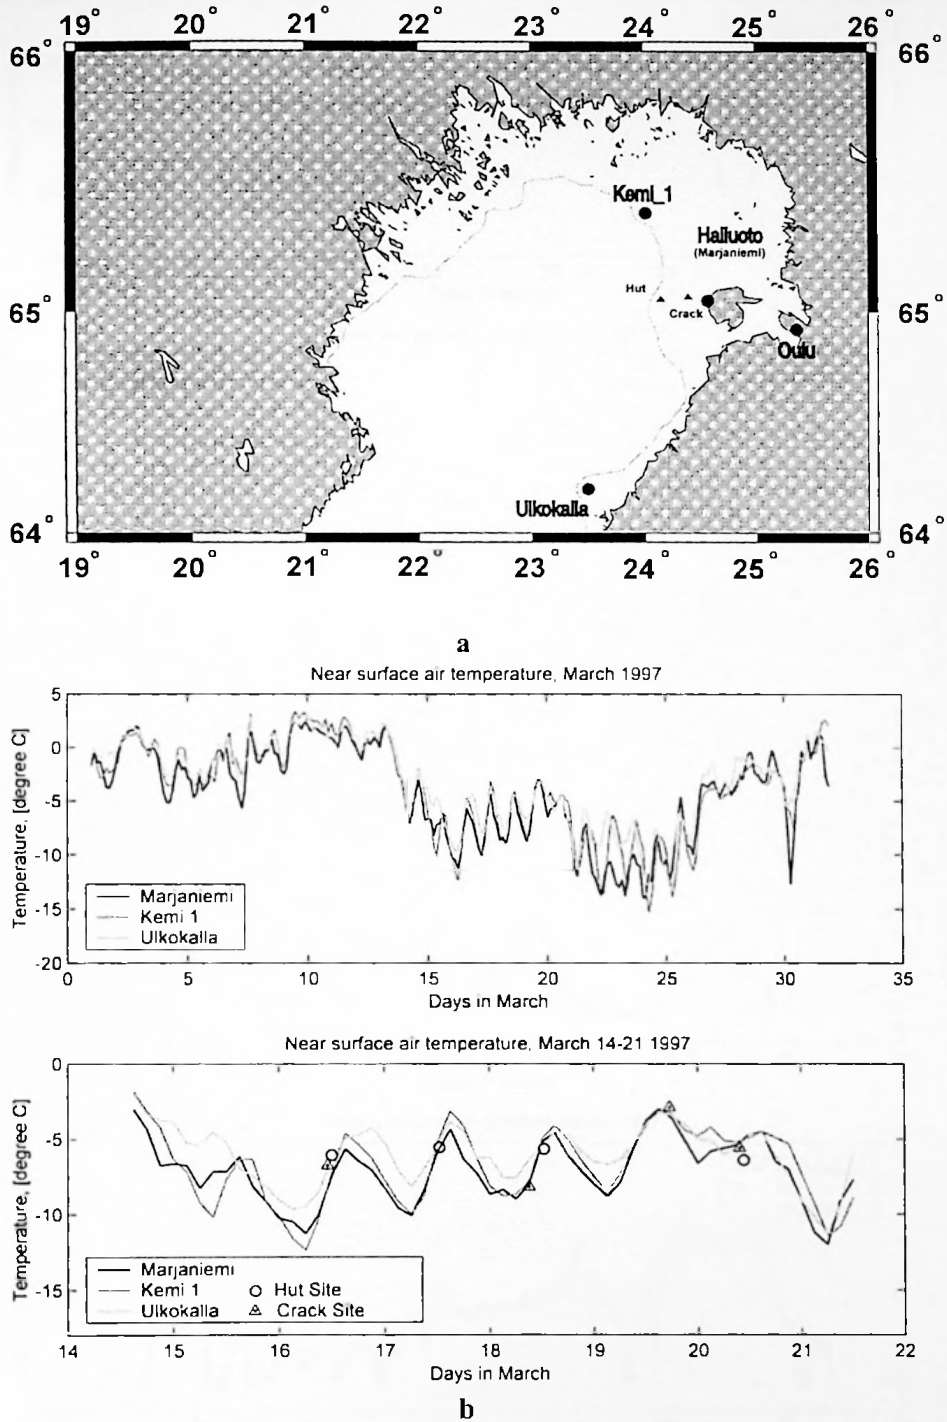 19° 20° 21° 22° 23° 24° 25° 26°
66° 66°
Kemi_1
Hailuoto
(Marjaniemi)
Hut
65° 65°
Crack
Oulu
Ulkokalla
64° 64°
19° 20° 21° 22° 23° 24° 25° 26°
a
Near surface air temperature, March 1997
Temperature, [degree C]
5
0
-5
-10
-15
-20
Marjaniemi
Kemi 1
Ulkokalla
0 5 10 15 20 25 30 35
Days in March
Near surface air temperature, March 14-21 1997
Temperature, [degree C]
0
-5
-10
-15
Marjaniemi
Kemi 1 Hut Site
Ulkokalla Crack Site
14 15 16 17 18 19 20 21 22
Days in March
b